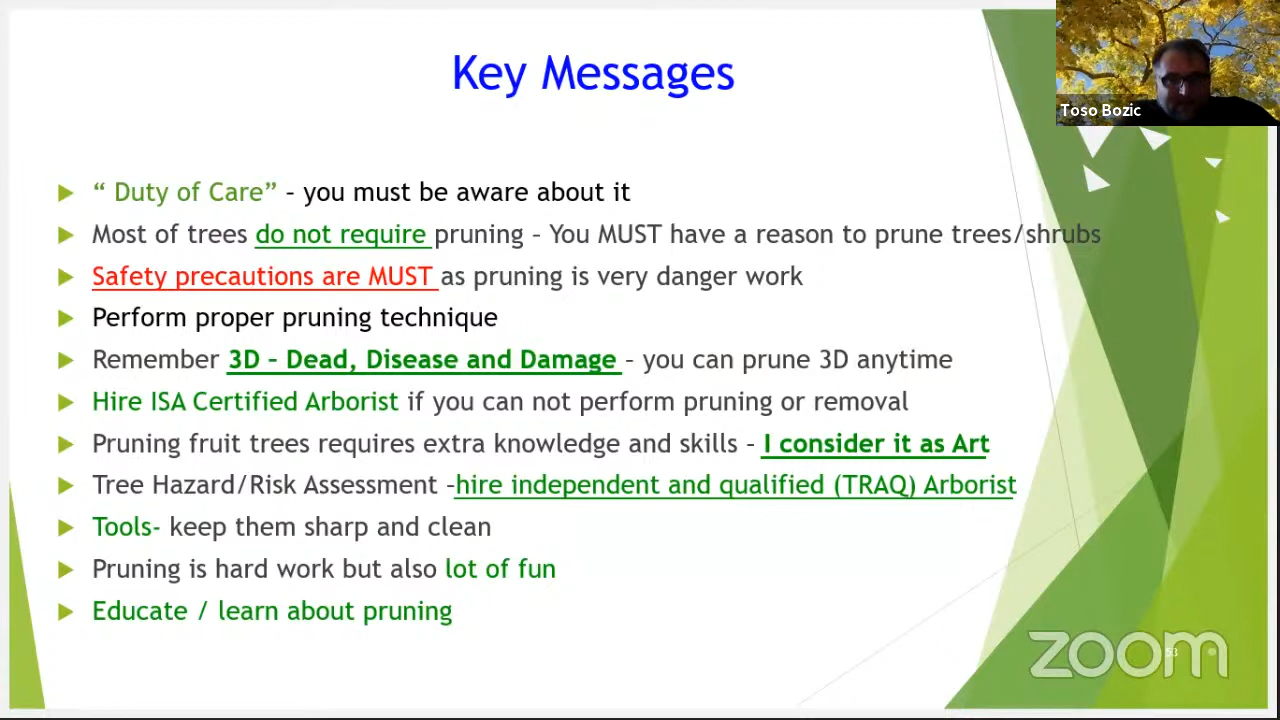 Key Messages
Toso Bozic
“ Duty of Care” – you must be aware about it
Most of trees do not require pruning – You MUST have a reason to prune trees/shrubs
Safety precautions are MUST as pruning is very danger work
Perform proper pruning technique
Remember 3D – Dead, Disease and Damage – you can prune 3D anytime
Hire ISA Certified Arborist if you can not perform pruning or removal
Pruning fruit trees requires extra knowledge and skills – I consider it as Art
Tree Hazard/Risk Assessment –hire independent and qualified (TRAQ) Arborist
Tools- keep them sharp and clean
Pruning is hard work but also lot of fun
Educate / learn about pruning
zoom
53